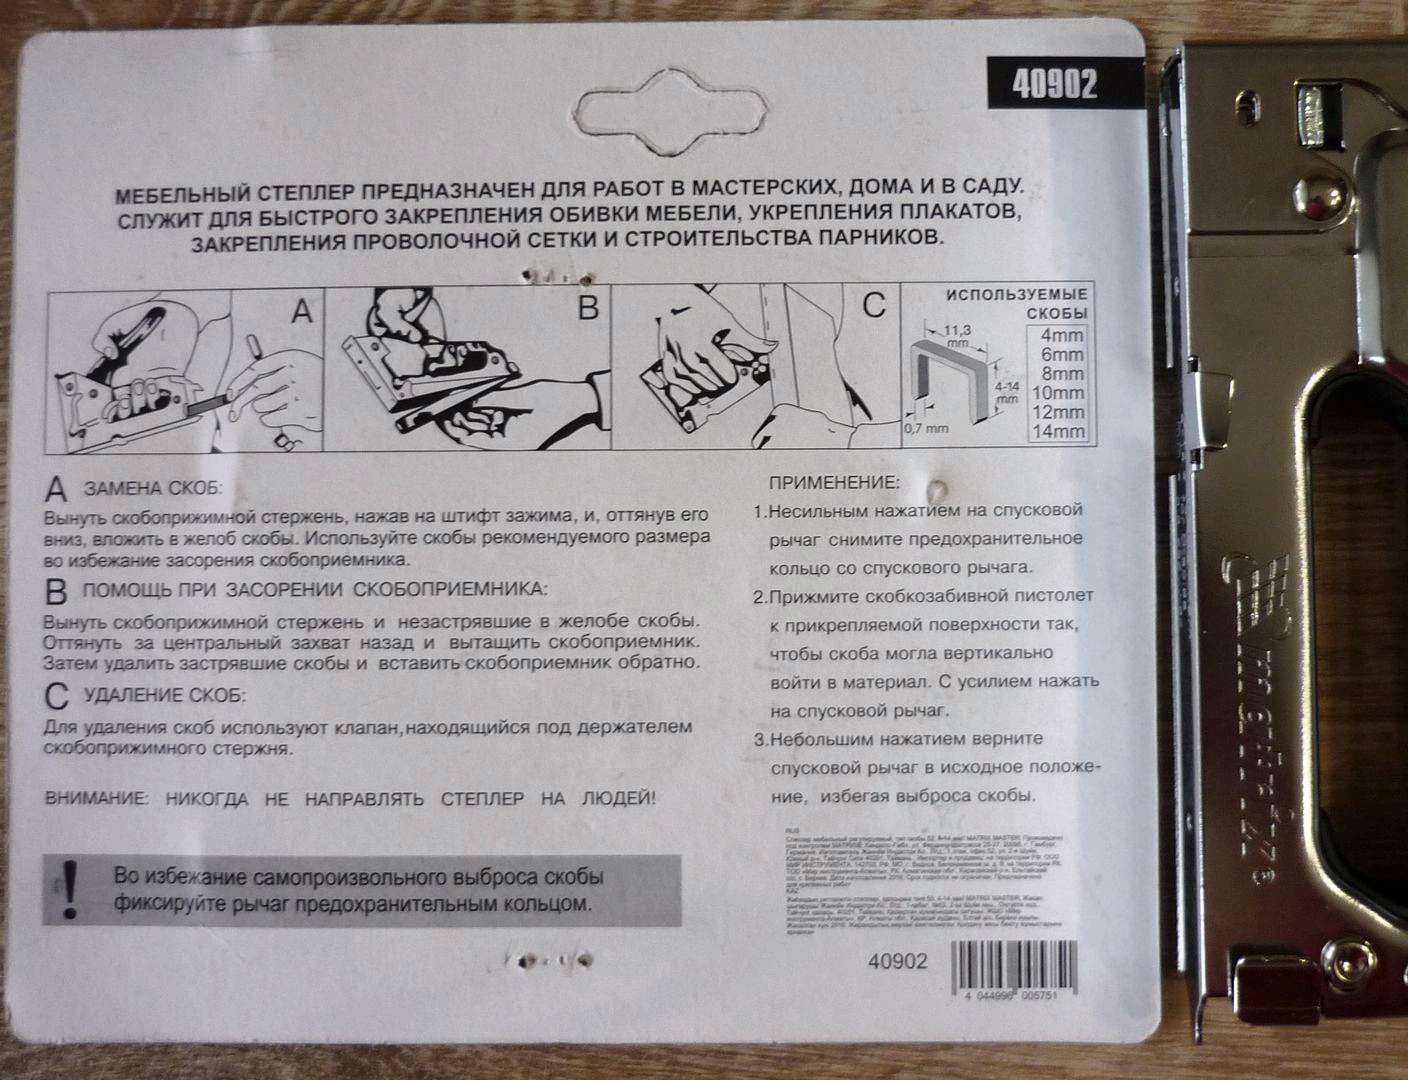 40902
МЕБЕЛЬНЫЙ СТЕПЛЕР ПРЕДНАЗНАЧЕН ДЛЯ РАБОТ В МАСТЕРСКИХ, ДОМА И В САДУ.
СЛУЖИТ ДЛЯ БЫСТРОГО ЗАКРЕПЛЕНИЯ ОБИВКИ МЕБЕЛИ, УКРЕПЛЕНИЯ ПЛАКАТОВ,
ЗАКРЕПЛЕНИЯ ПРОВОЛОЧНОЙ СЕТКИ И СТРОИТЕЛЬСТВА ПАРНИКОВ.
A
B
C
ИСПОЛЬЗУЕМЫЕ
СКОБЫ
11,3
mm
4-14
mm
0,7 mm
4mm
6mm
8mm
10mm
12mm
14mm
A ЗАМЕНА СКОБ:
Вынуть скобоприжимной стержень, нажав на штифт зажима, и, оттянув его
вниз, вложить в желоб скобы. Используйте скобы рекомендуемого размера
во избежание засорения скобоприемника.
B ПОМОЩЬ ПРИ ЗАСОРЕНИИ СКОБОПРИЕМНИКА:
Вынуть скобоприжимной стержень и незастрявшие в желобе скобы.
Оттянуть за центральный захват назад и вытащить скобоприемник.
Затем удалить застрявшие скобы и вставить скобоприемник обратно.
C УДАЛЕНИЕ СКОБ:
Для удаления скоб используют клапан,находящийся под держателем
скобоприжимного стержня.
ВНИМАНИЕ: НИКОГДА НЕ НАПРАВЛЯТЬ СТЕПЛЕР НА ЛЮДЕЙ!
! Во избежание самопроизвольного выброса скобы
фиксируйте рычаг предохранительным кольцом.
ПРИМЕНЕНИЕ:
1.Несильным нажатием на спусковой
рычаг снимите предохранительное
кольцо со спускового рычага.
2.Прижмите скобкозабивной пистолет
к прикрепляемой поверхности так,
чтобы скоба могла вертикально
войти в материал. С усилием нажать
на спусковой рычаг.
3.Небольшим нажатием верните
спусковой рычаг в исходное положе-
ние, избегая выброса скобы.
RUS
KAZ
40902
4 044996 005751
MATRIX